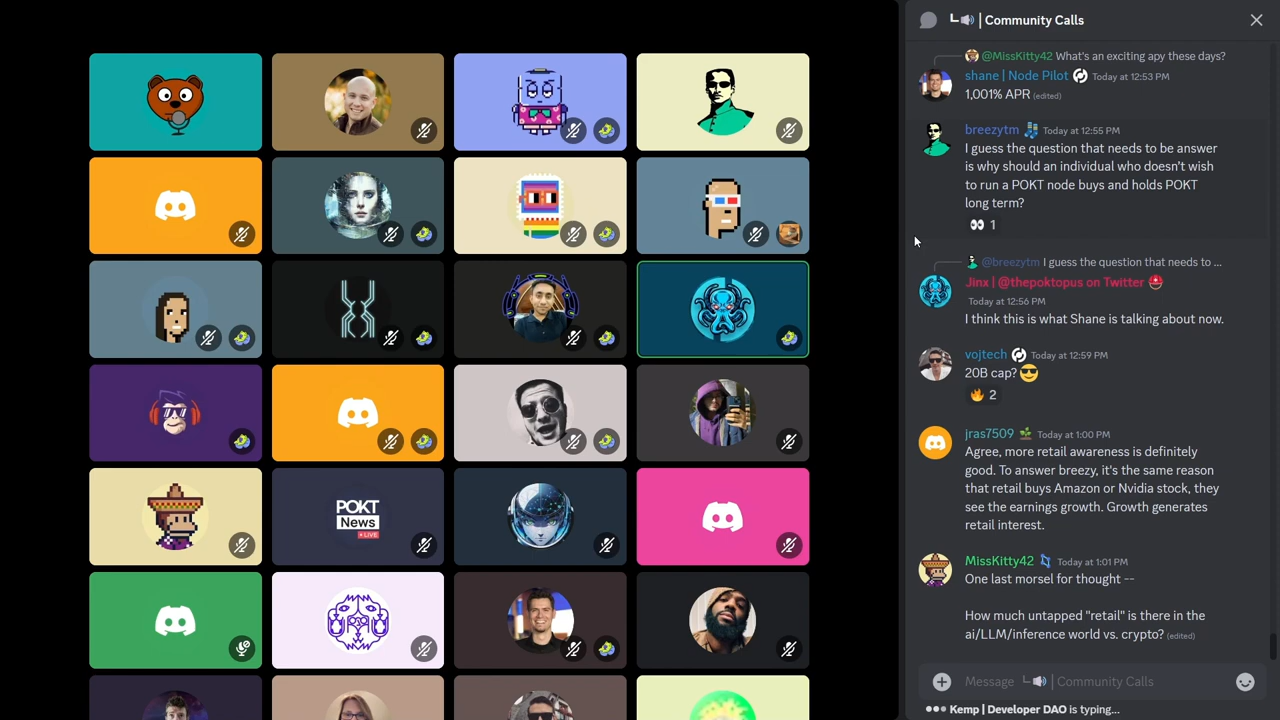 Community Calls
@MissKitty42 What's an exciting apy these days?
shane | Node Pilot Today at 12:53 PM
1,001% APR (edited)
breezytm Today at 12:55 PM
I guess the question that needs to be answer
is why should an individual who doesn't wish
to run a POKT node buys and holds POKT
long term?
1
@breezytm I guess the question that needs to ...
Jinx | @thepoktopus on Twitter
Today at 12:56 PM
I think this is what Shane is talking about now.
vojtech Today at 12:59 PM
20B cap?
2
jras7509 Today at 1:00 PM
Agree, more retail awareness is definitely
good. To answer breezy, it's the same reason
that retail buys Amazon or Nvidia stock, they
see the earnings growth. Growth generates
retail interest.
MissKitty42 Today at 1:01 PM
One last morsel for thought --
How much untapped "retail" is there in the
ai/LLM/inference world vs. crypto? (edited)
Message Community Calls
Kemp | Developer DAO is typing...
POKT
News
LIVE